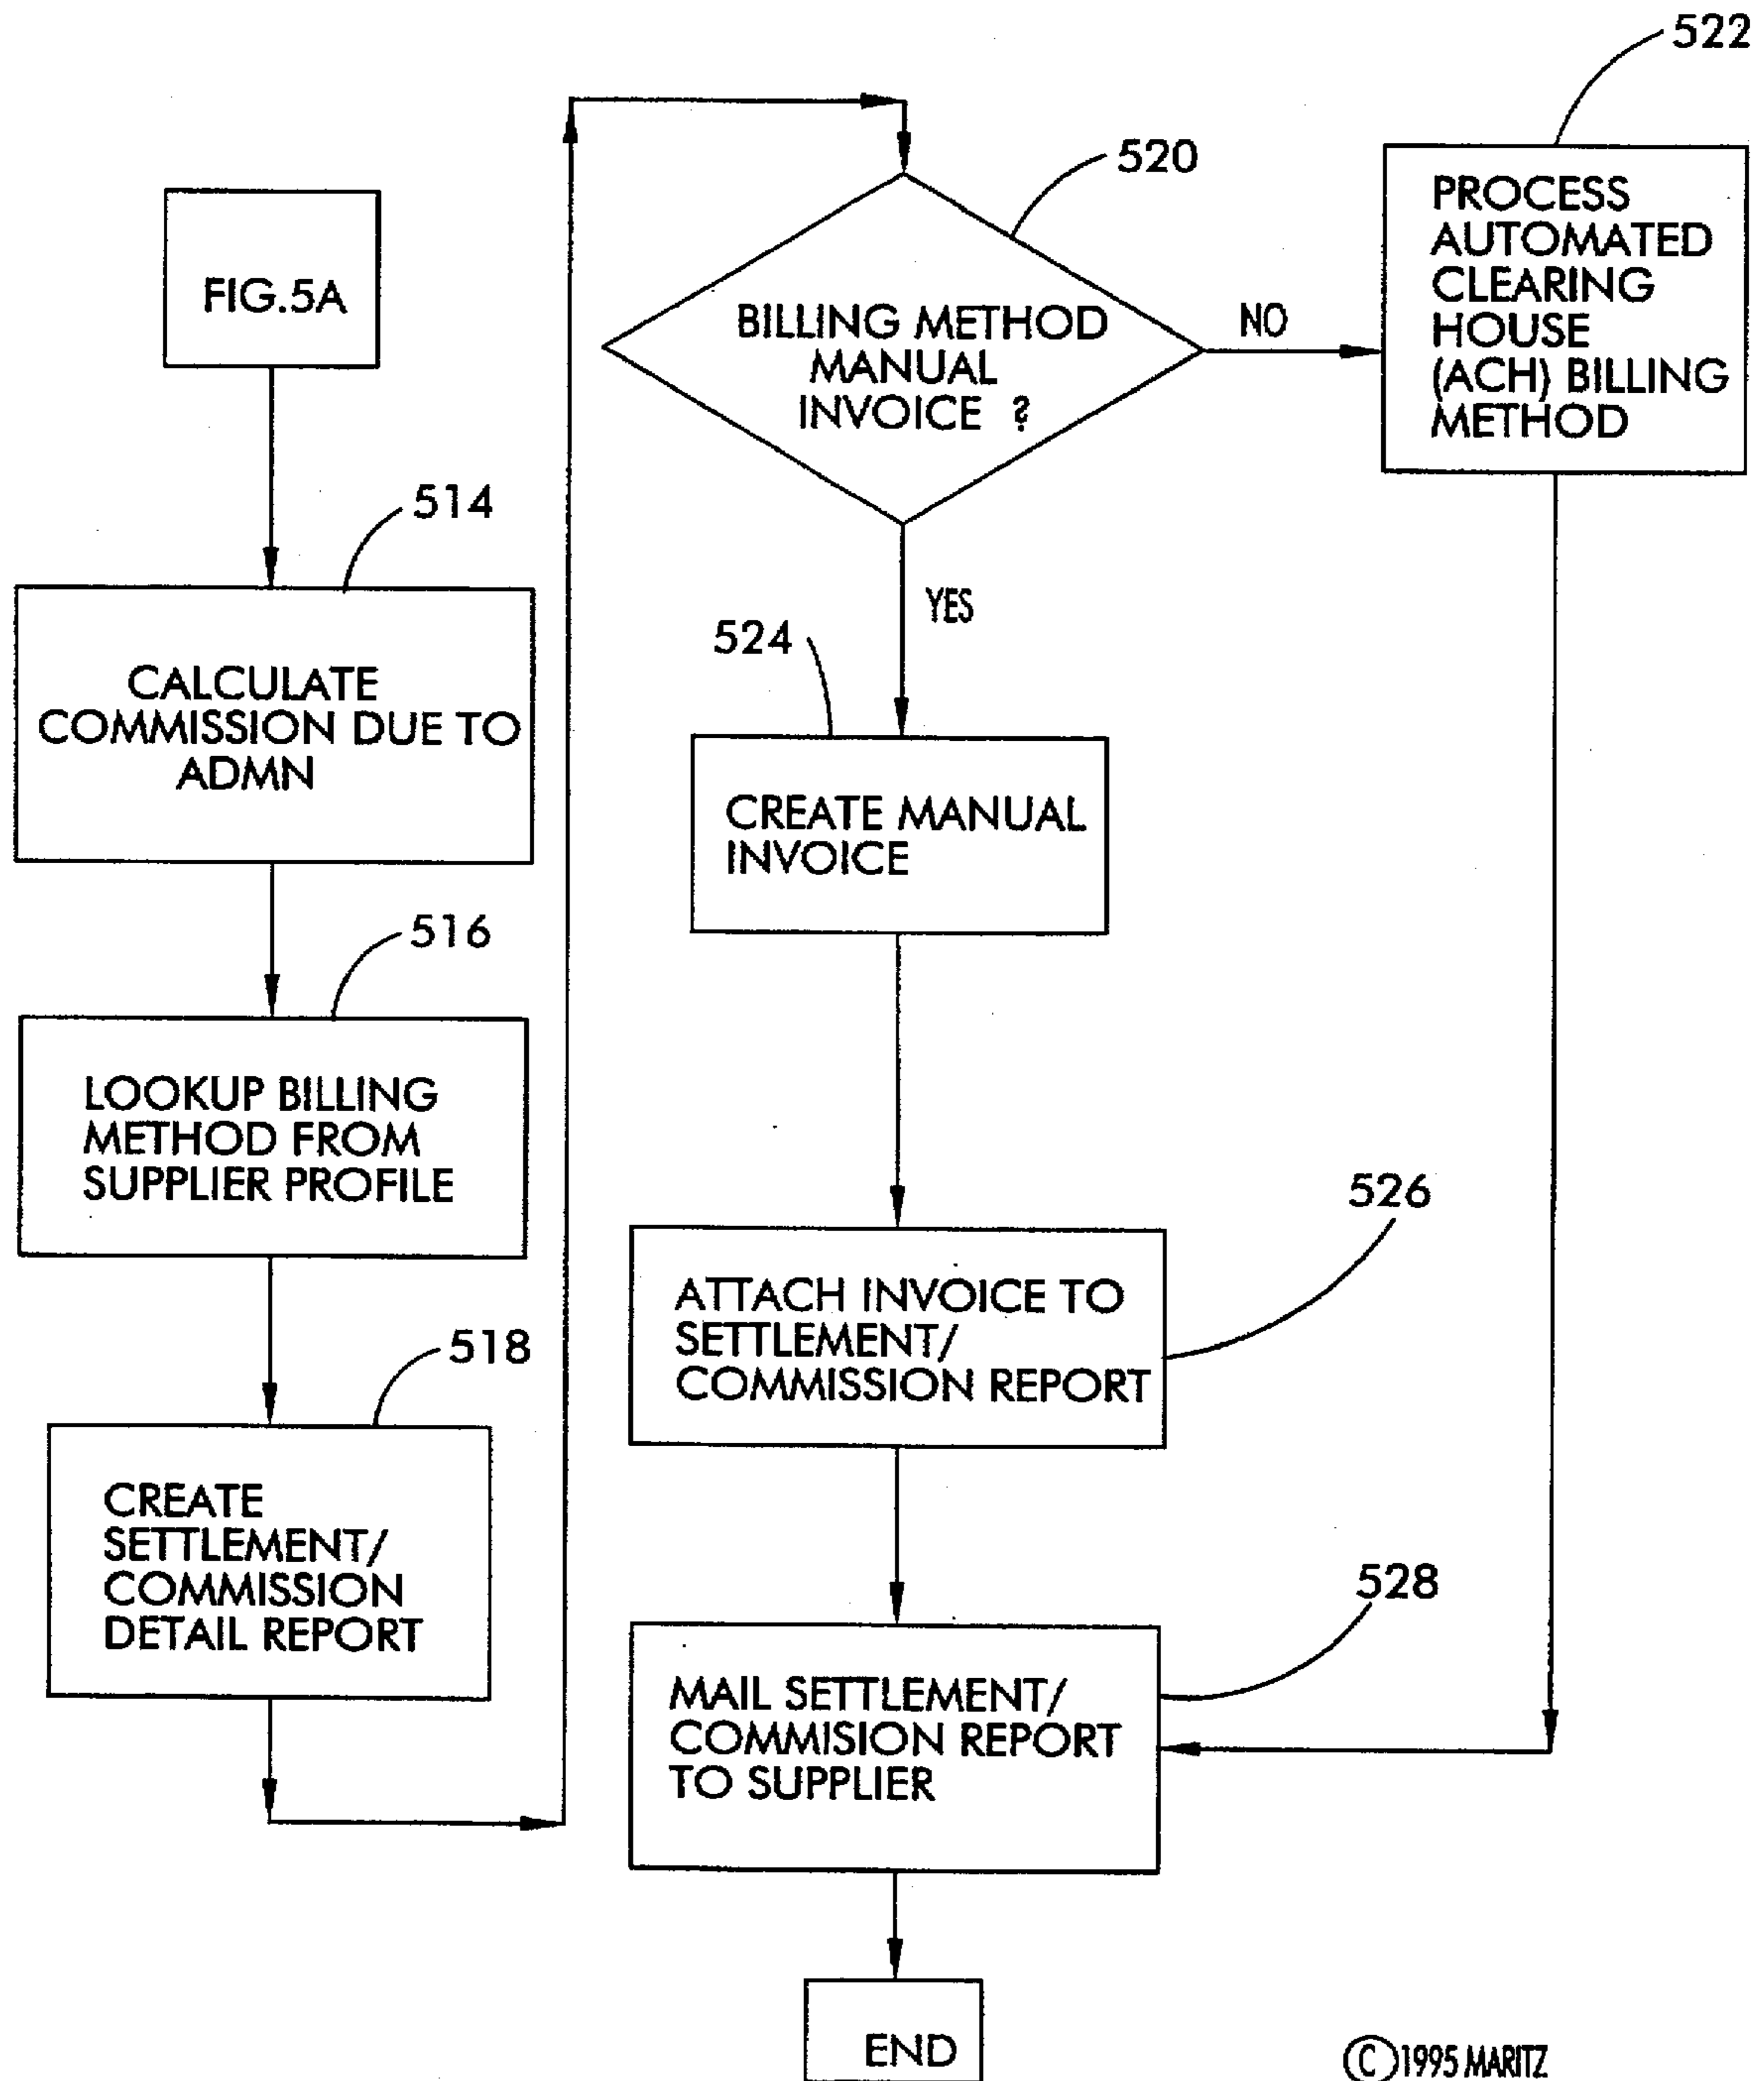 FIG.5A
514
CALCULATE
COMMISSION DUE TO
ADMN
516
LOOKUP BILLING
METHOD FROM
SUPPLIER PROFILE
518
CREATE
SETTLEMENT/
COMMISSION
DETAIL REPORT
520
BILLING METHOD
MANUAL
INVOICE ?
NO
YES
522
PROCESS
AUTOMATED
CLEARING
HOUSE
(ACH) BILLING
METHOD
524
CREATE MANUAL
INVOICE
526
ATTACH INVOICE TO
SETTLEMENT/
COMMISSION REPORT
528
MAIL SETTLEMENT/
COMMISION REPORT
TO SUPPLIER
END
©1995 MARITZ